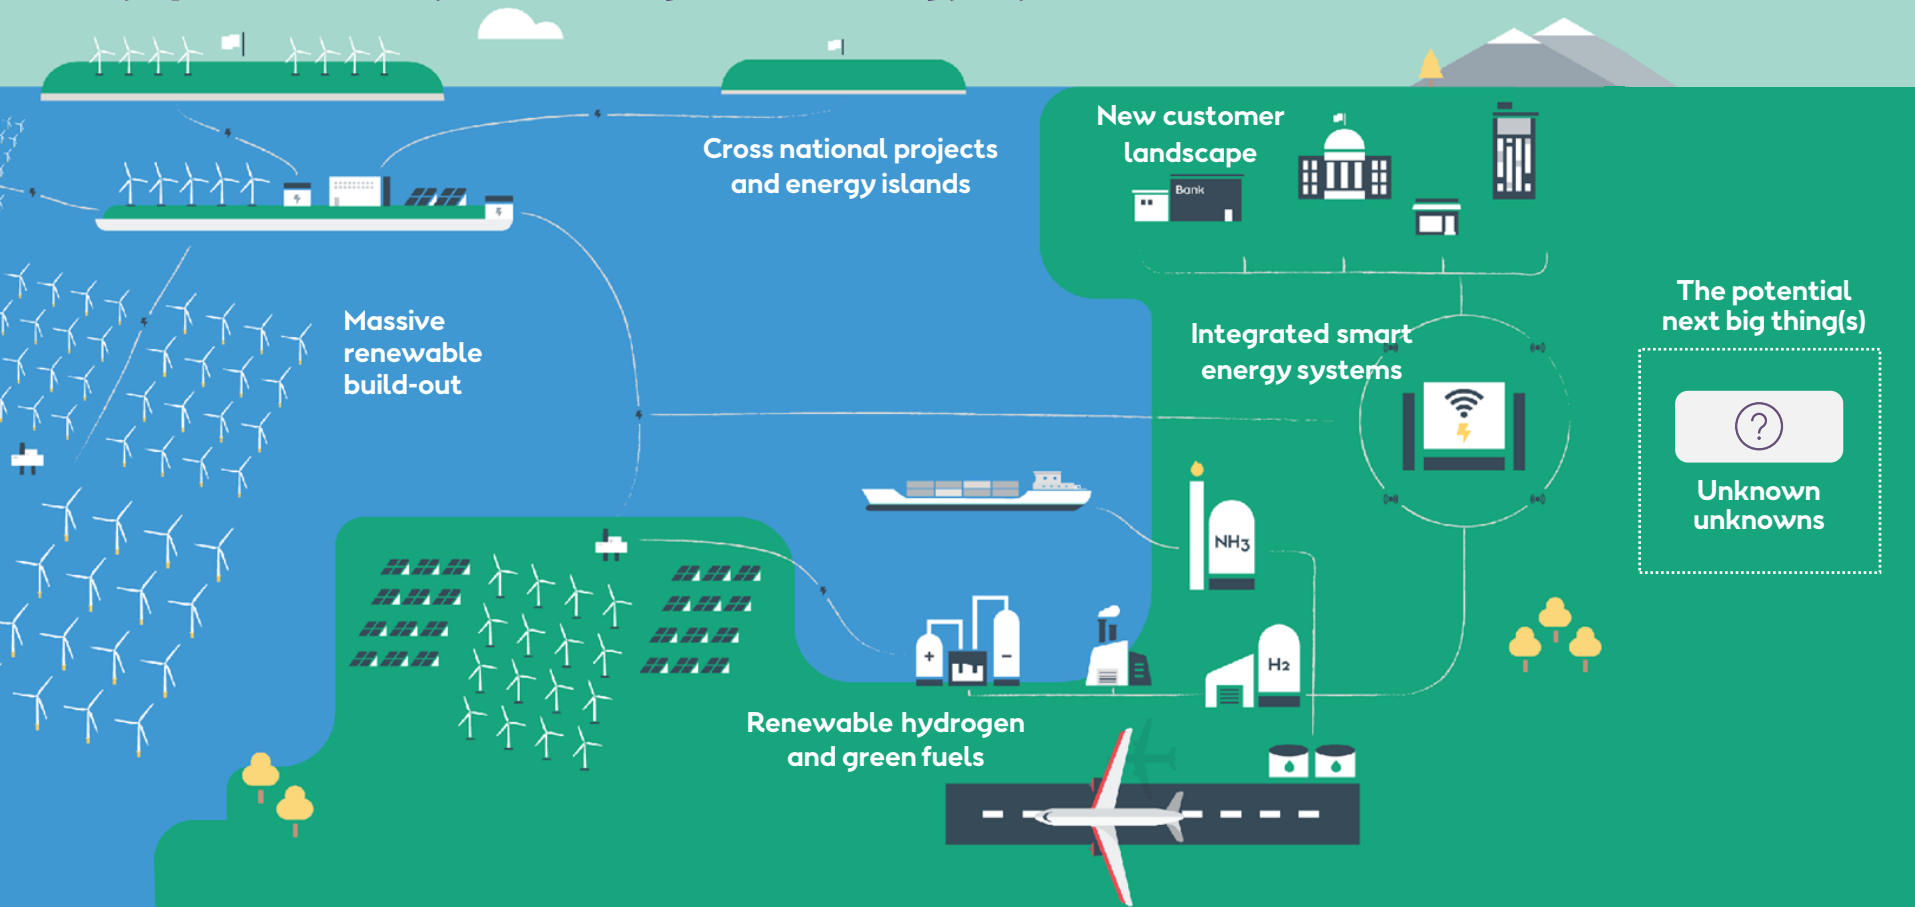 Cross national projects
and energy islands
New customer
landscape
Bank
Massive
renewable
build-out
Integrated smart
energy systems
The potential
next big thing(s)
?
Unknown
unknowns
NH3
+
-
H2
Renewable hydrogen
and green fuels